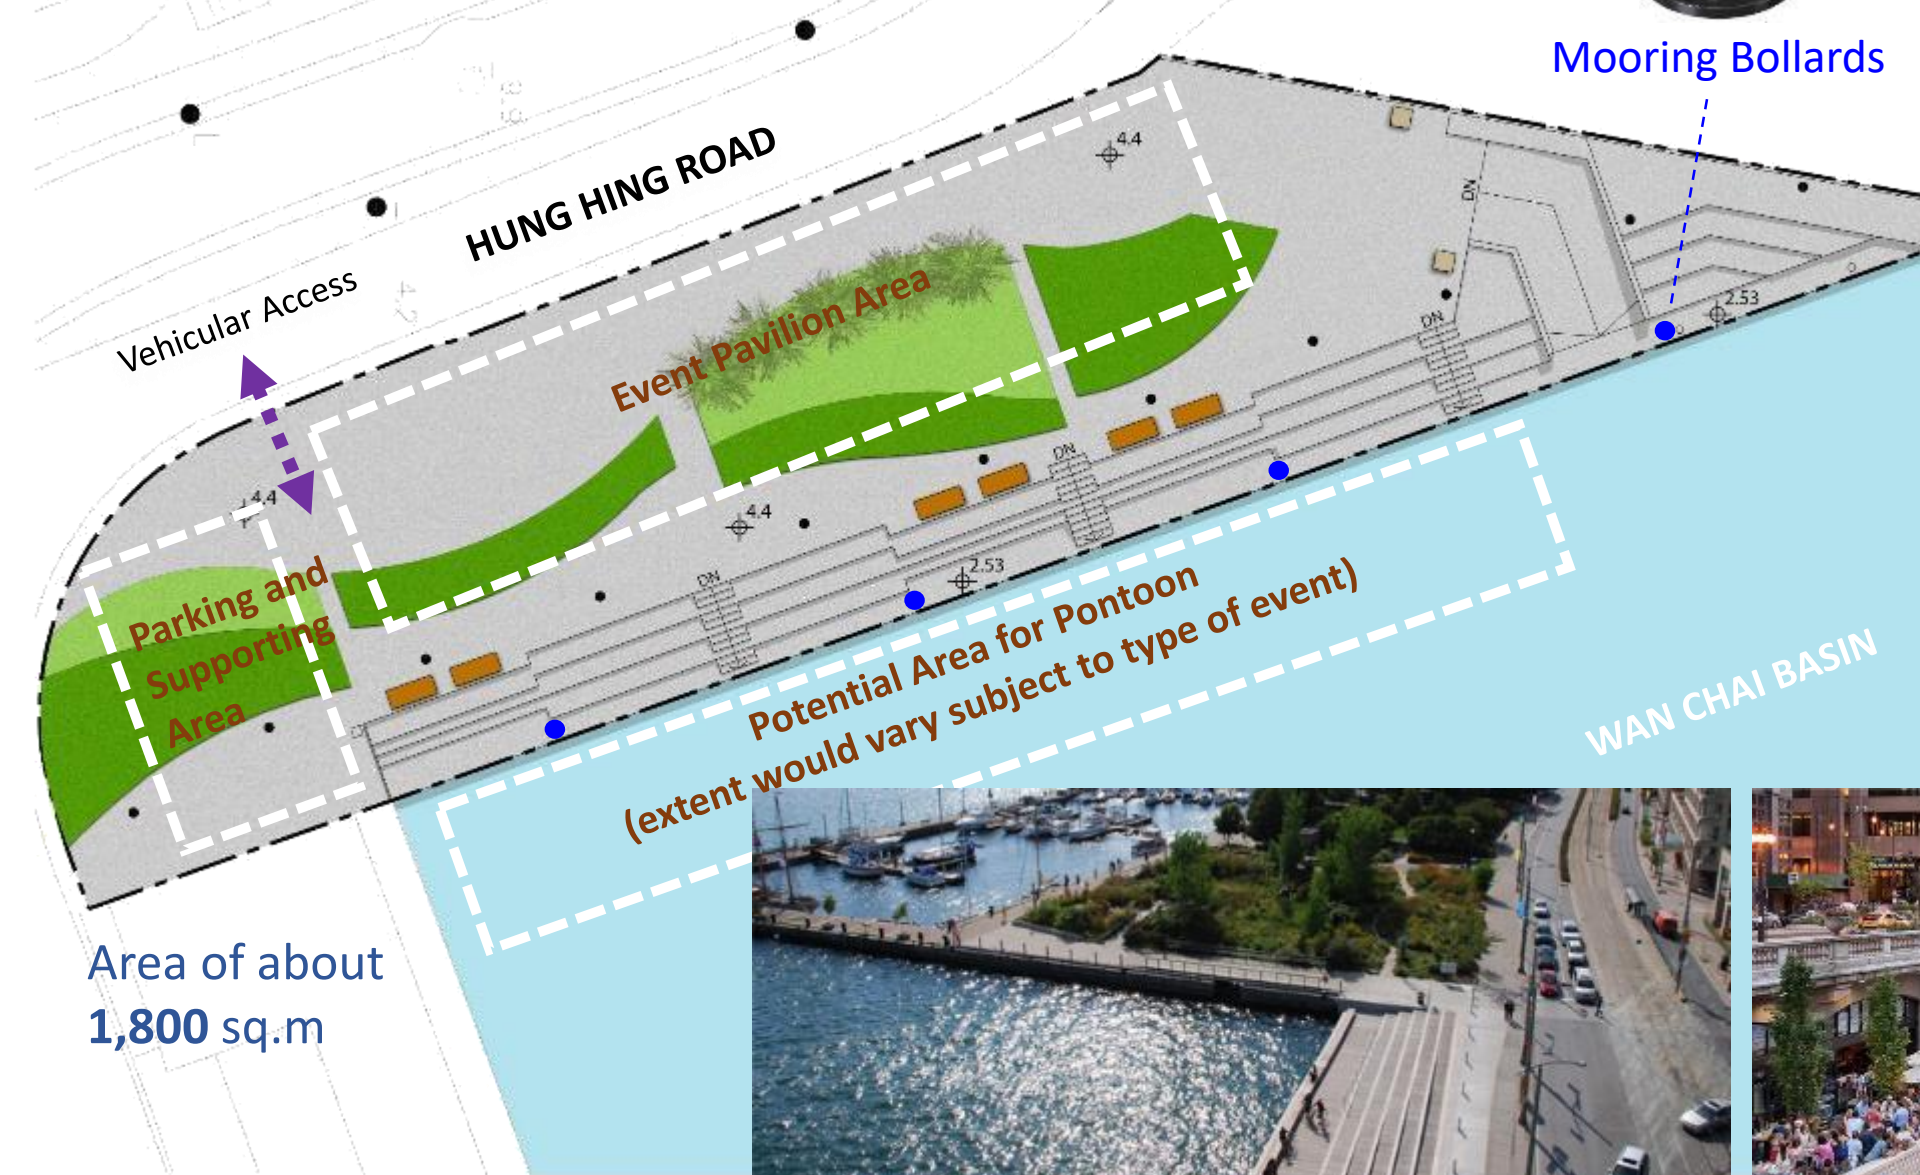 Mooring Bollards
HUNG HING ROAD
Vehicular Access
4.4
DN
Event Pavilion Area
2.53
DN
4.4
DN
4.4
2.53
DN
Parking and
Supporting
Area
Potential Area for Pontoon
(extent would vary subject to type of event)
WAN CHAI BASIN
Area of about
1,800 sq.m